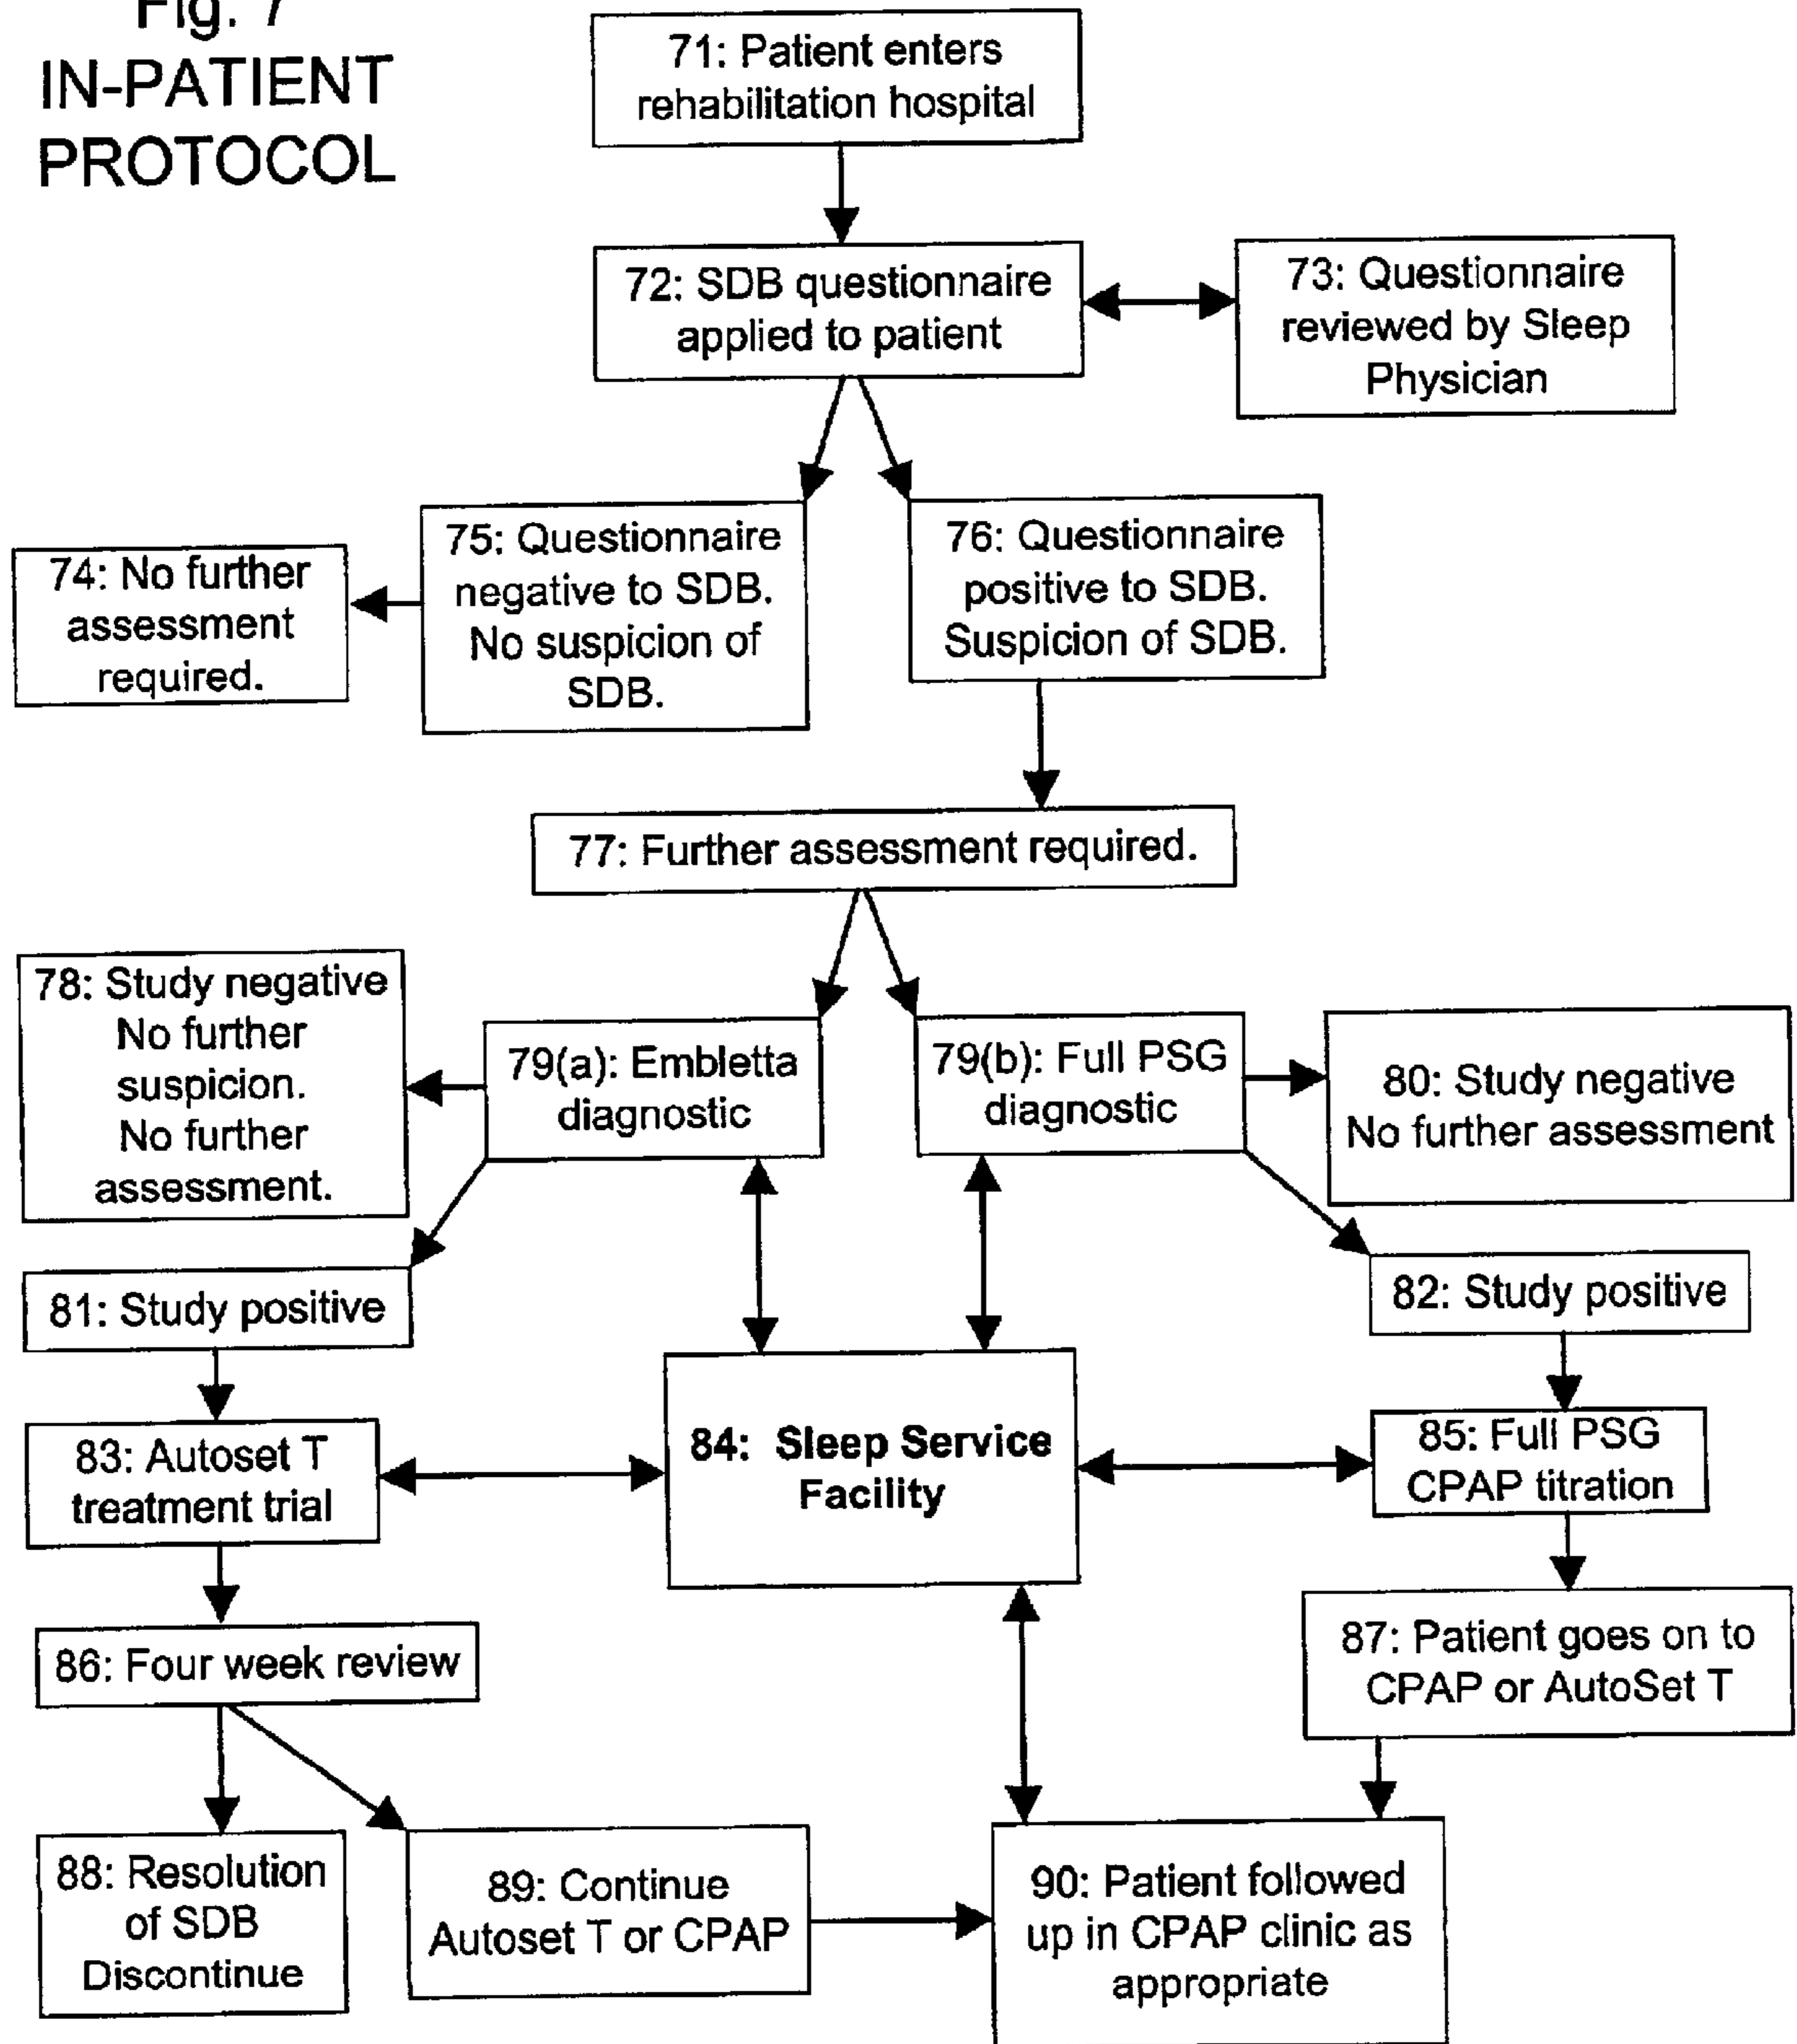 Fig. 7
IN-PATIENT
PROTOCOL
71: Patient enters
rehabilitation hospital
72: SDB questionnaire
applied to patient
73: Questionnaire
reviewed by Sleep
Physician
74: No further
assessment
required.
75: Questionnaire
negative to SDB.
No suspicion of
SDB.
76: Questionnaire
positive to SDB.
Suspicion of SDB.
77: Further assessment required.
78: Study negative
No further
suspicion.
No further
assessment.
79(a): Embletta
diagnostic
79(b): Full PSG
diagnostic
80: Study negative
No further assessment
81: Study positive
82: Study positive
83: Autoset T
treatment trial
84: Sleep Service
Facility
85: Full PSG
CPAP titration
86: Four week review
87: Patient goes on to
CPAP or AutoSet T
88: Resolution
of SDB
Discontinue
89: Continue
Autoset T or CPAP
90: Patient followed
up in CPAP clinic as
appropriate